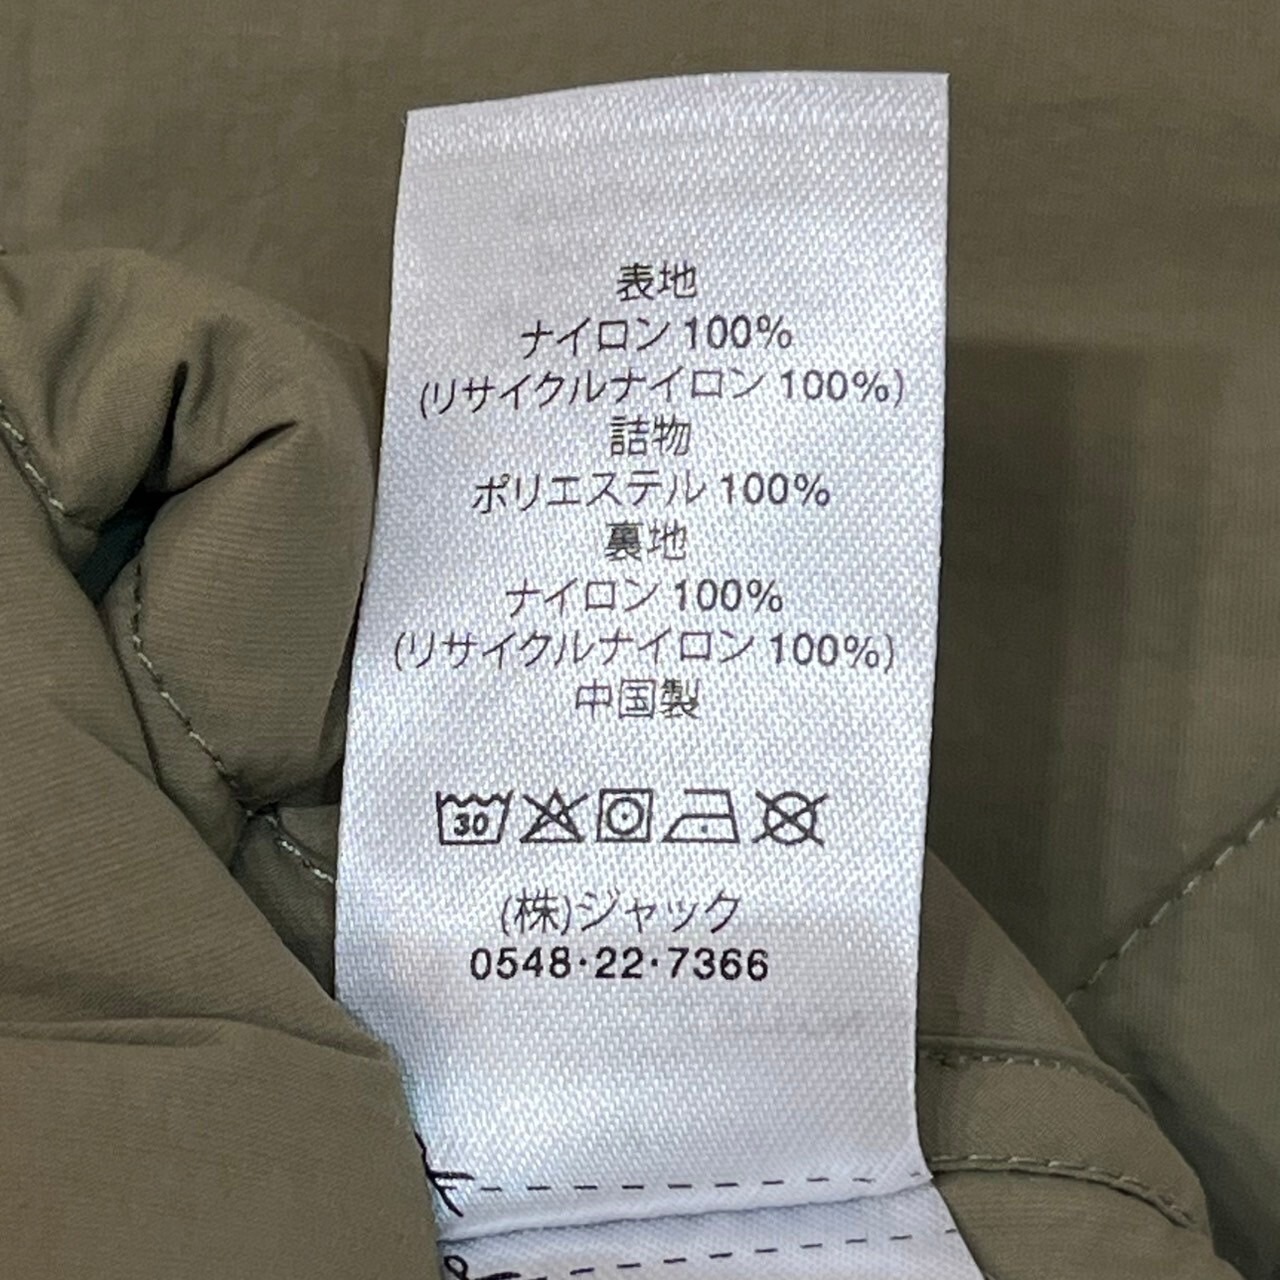 表地
ナイロン 100%
(リサイクルナイロン 100%)
詰物
ポリエステル 100%
裏地
ナイロン 100%
(リサイクルナイロン 100%)
中国製
30
(株)ジャック
0548·22·7366